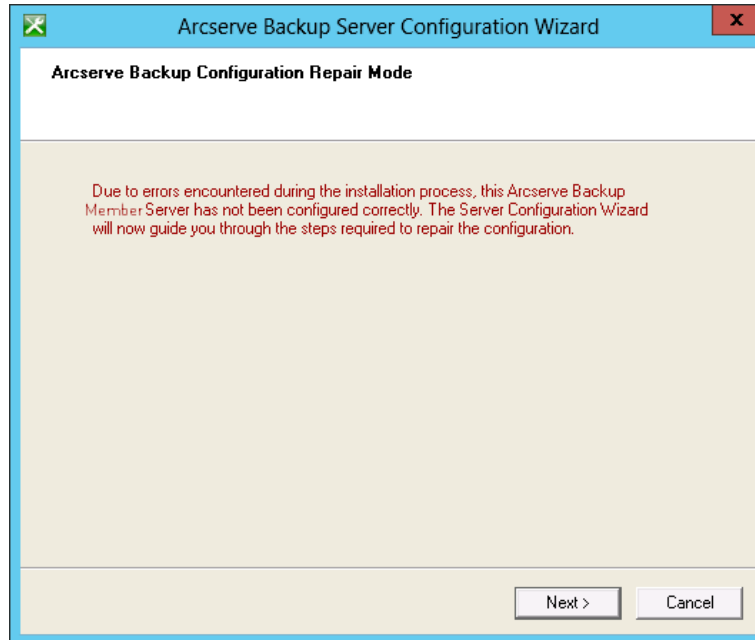 Arcserve Backup Server Configuration Wizard
x
Arcserve Backup Configuration Repair Mode
Due to errors encountered during the installation process, this Arcserve Backup
Member Server has not been configured correctly. The Server Configuration Wizard
will now guide you through the steps required to repair the configuration.
Next >
Cancel